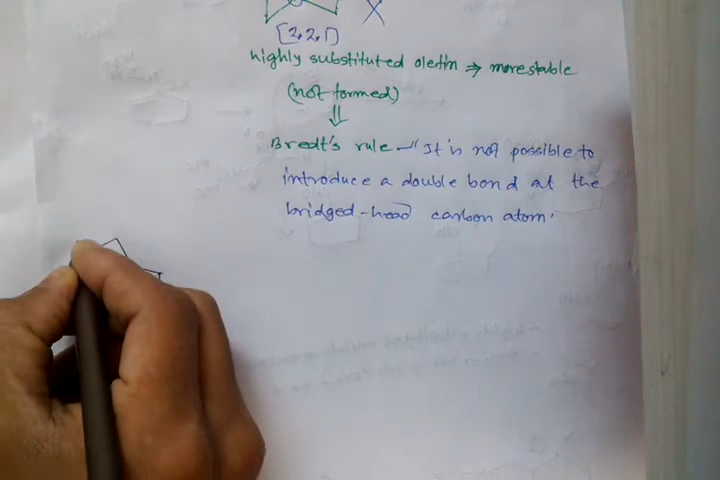 [2,2,1]
highly substituted olefin ⇒ more stable
(not formed)
⇓
Bredt's rule – "It is not possible to
introduce a double bond at the
bridged-head carbon atom.